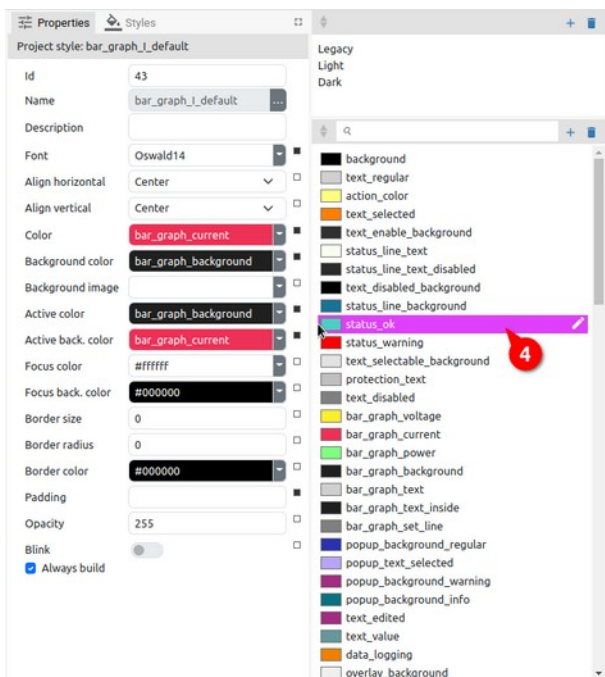 Properties
Styles
Project style: bar_graph_I_default
Id
43
Name
bar_graph_I_default
...
Description
Font
Oswald14
Align horizontal
Center
Align vertical
Center
Color
bar_graph_current
Background color
bar_graph_background
Background image
Active color
bar_graph_background
Active back. color
bar_graph_current
Focus color
#ffffff
Focus back. color
#000000
Border size
0
Border radius
0
Border color
#000000
Padding
Opacity
255
Blink
Always build
Legacy
Light
Dark
background
text_regular
action_color
text_selected
text_enable_background
status_line_text
status_line_text_disabled
text_disabled_background
status_line_background
status_ok
status_warning
4
text_selectable_background
protection_text
text_disabled
bar_graph_voltage
bar_graph_current
bar_graph_power
bar_graph_background
bar_graph_text
bar_graph_text_inside
bar_graph_set_line
popup_background_regular
popup_text_selected
popup_background_warning
popup_background_info
text_edited
text_value
data_logging
overlay_background